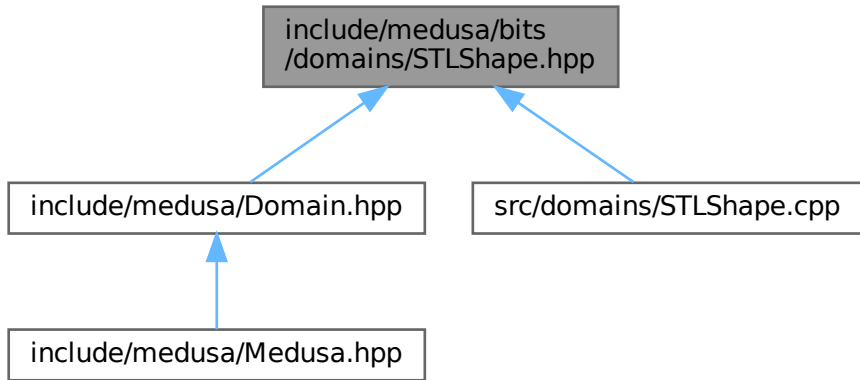 include/medusa/bits
/domains/STLShape.hpp
include/medusa/Domain.hpp
src/domains/STLShape.cpp
include/medusa/Medusa.hpp